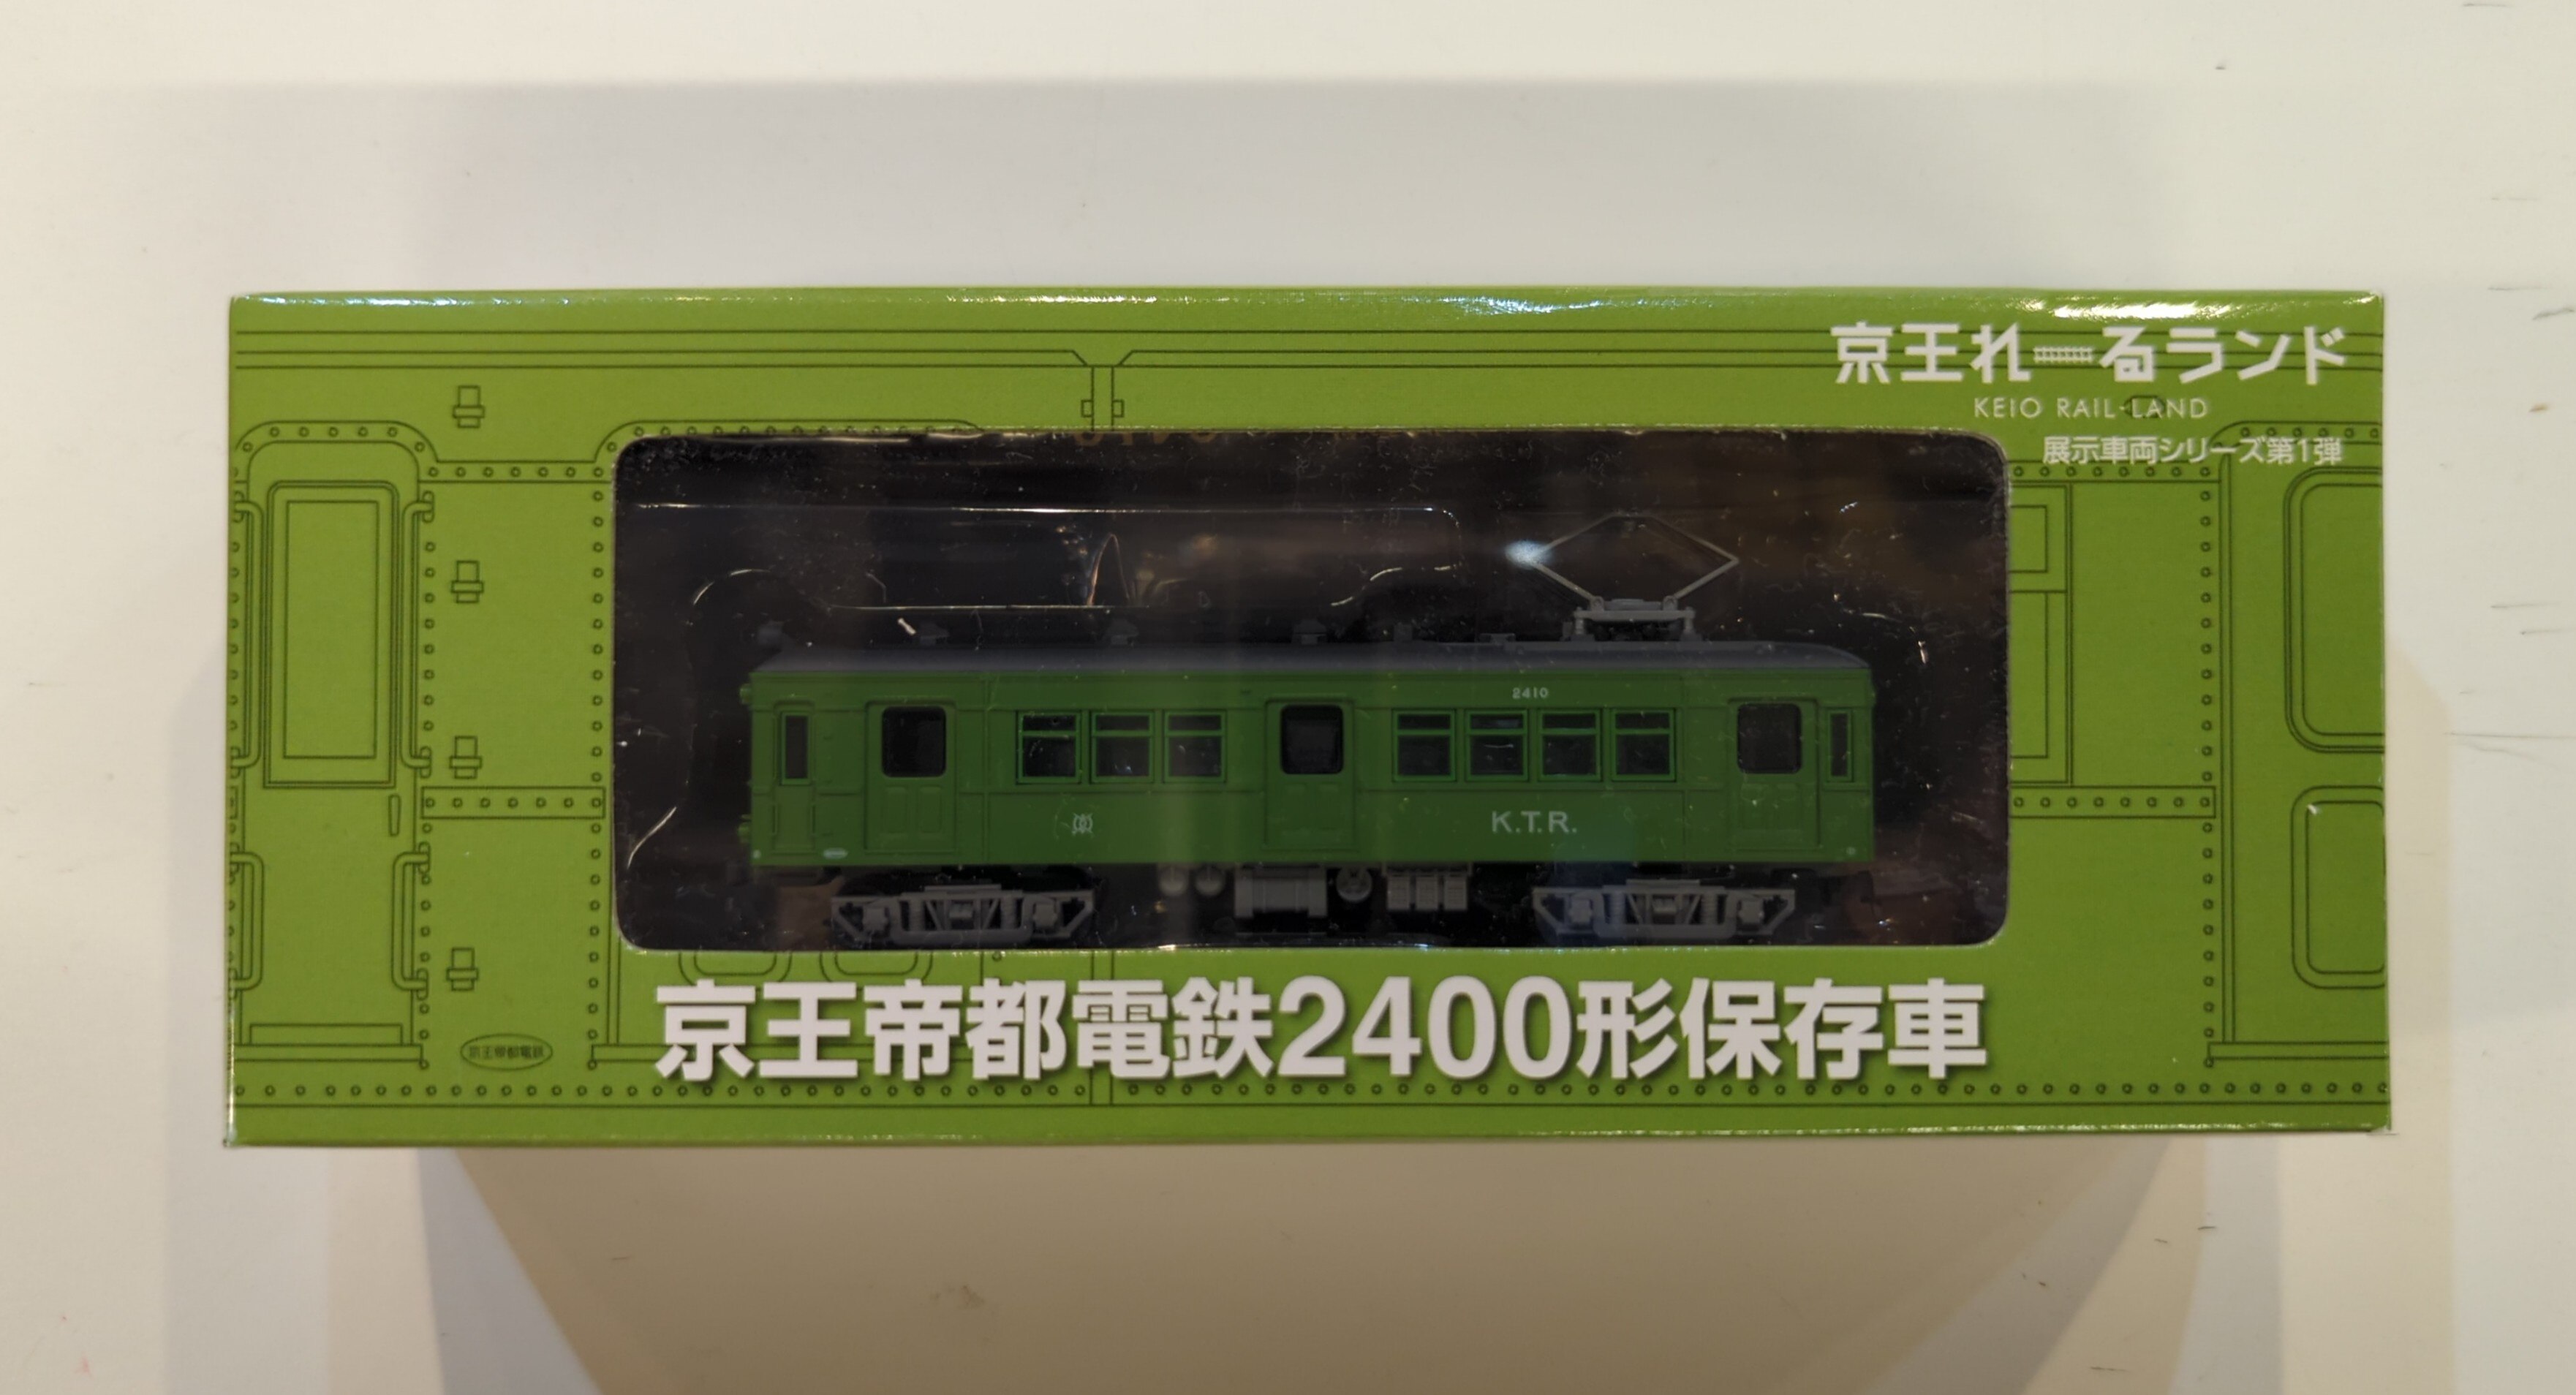 京王れーるランド
KEIO RAIL-LAND
展示車両シリーズ第1弾
2410
K.T.R.
京王帝都電鉄
京王帝都電鉄2400形保存車